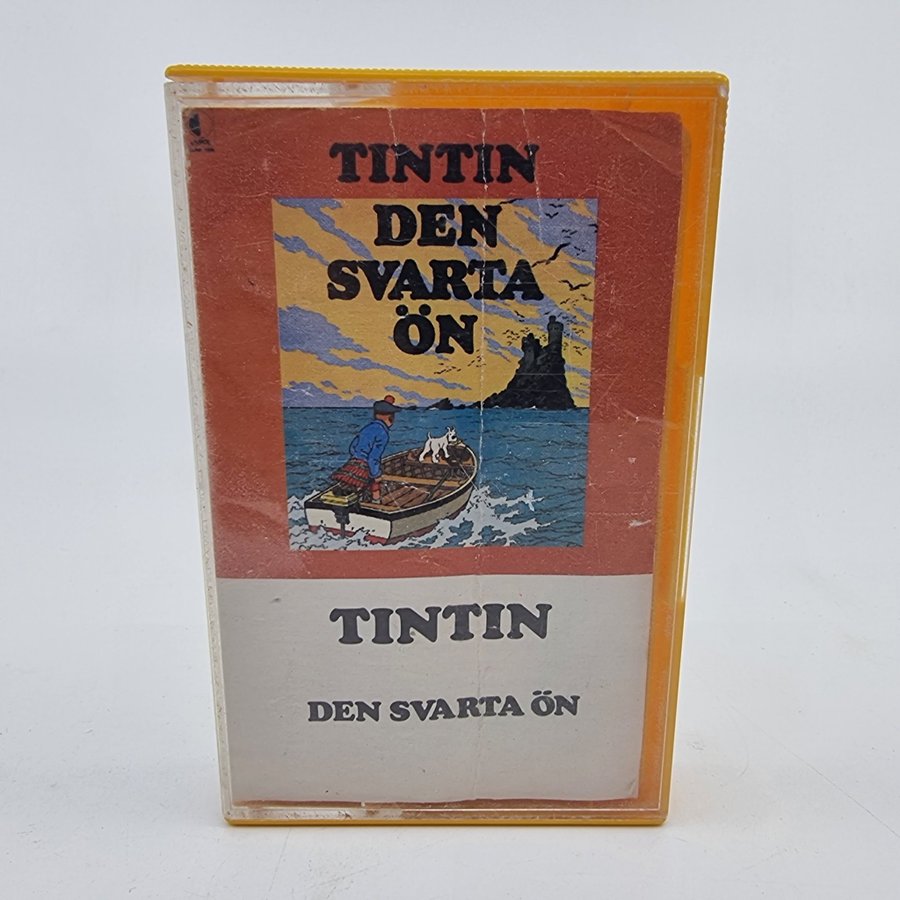 TINTIN
DEN
SVARTA
ÖN
TINTIN
DEN SVARTA ÖN